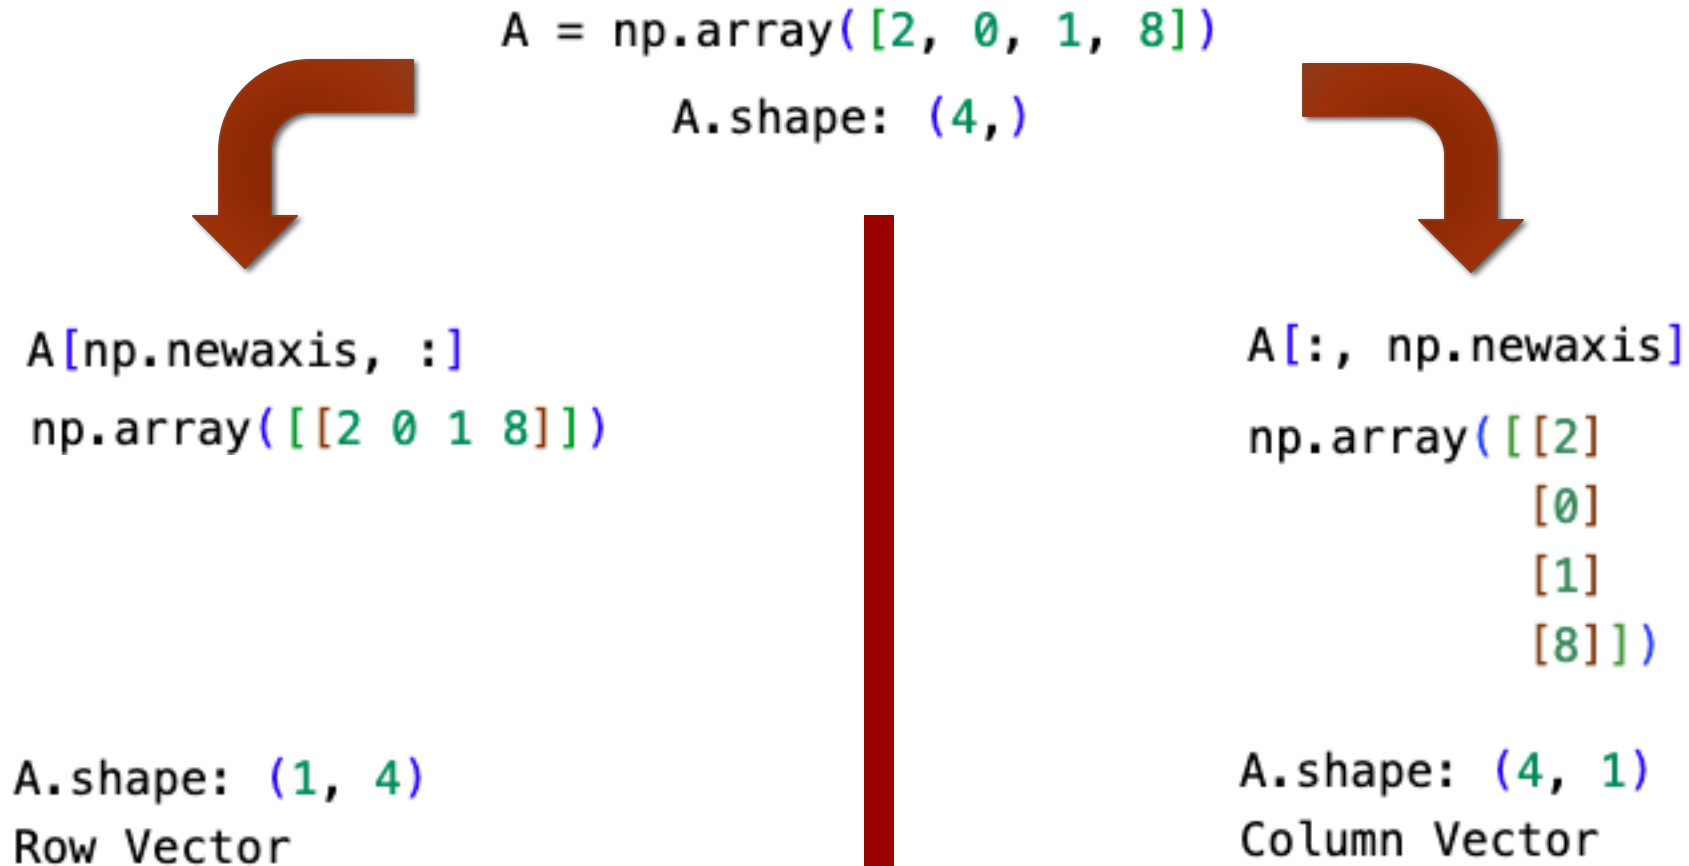 A = np.array([2, 0, 1, 8])
A.shape: (4,)
A[np.newaxis, :]
np.array([[2 0 1 8]])
A.shape: (1, 4)
Row Vector
A[:, np.newaxis]
np.array([[2]
[0]
[1]
[8]])
A.shape: (4, 1)
Column Vector